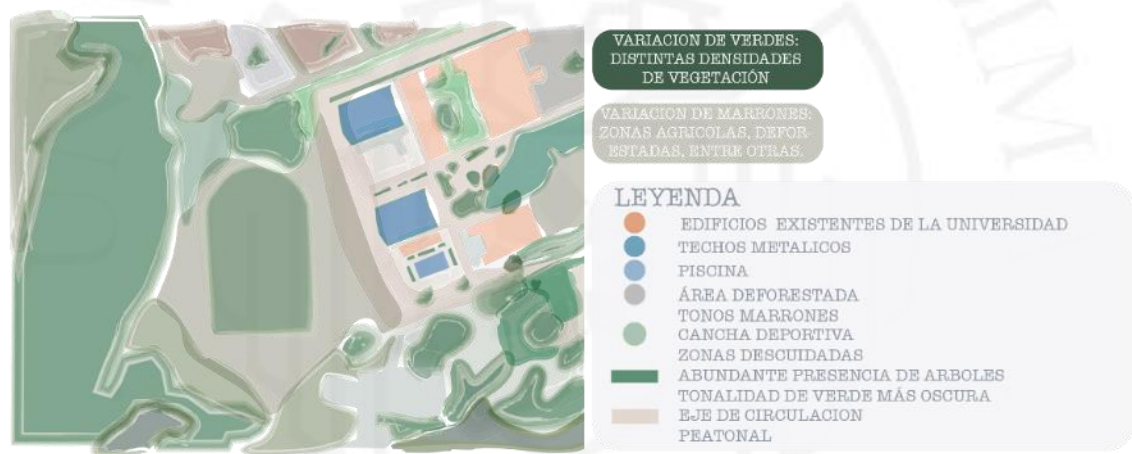 VARIACION DE VERDES:
DISTINTAS DENSIDADES
DE VEGETACIÓN
VARIACION DE MARRONES:
ZONAS AGRICOLAS, DEFOR-
ESTADAS, ENTRE OTRAS.
LEYENDA
EDIFICIOS EXISTENTES DE LA UNIVERSIDAD
TECHOS METALICOS
PISCINA
ÁREA DEFORESTADA
TONOS MARRONES
CANCHA DEPORTIVA
ZONAS DESCUIDADAS
ABUNDANTE PRESENCIA DE ARBOLES
TONALIDAD DE VERDE MÁS OSCURA
EJE DE CIRCULACION
PEATONAL